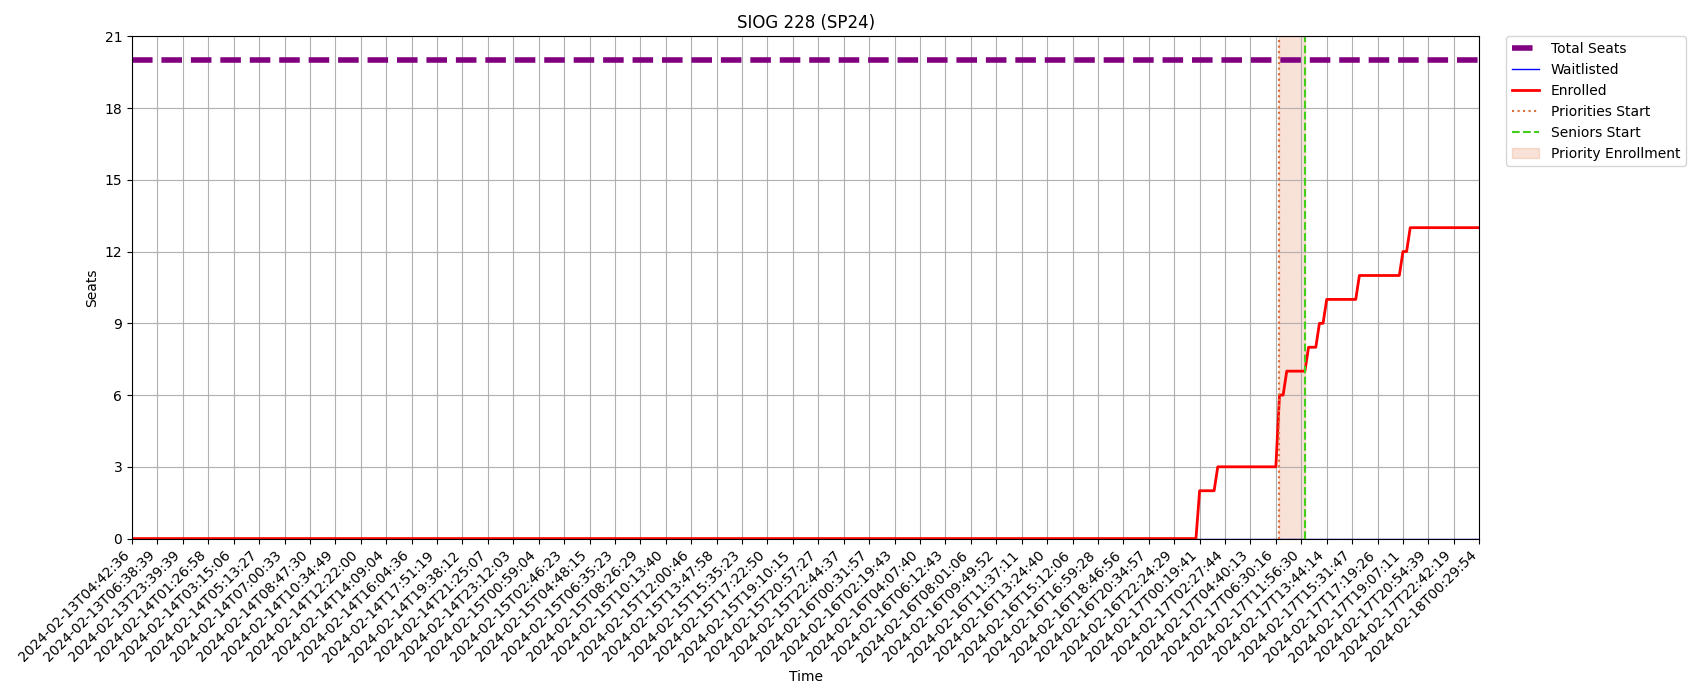 SIOG 228 (SP24)
Total Seats
Waitlisted
Enrolled
Priorities Start
Seniors Start
Priority Enrollment
Seats
21
18
15
12
9
6
3
0
2024-02-13T04:42:36
2024-02-13T06:38:39
2024-02-13T23:39:39
2024-02-14T01:26:58
2024-02-14T03:15:06
2024-02-14T05:13:27
2024-02-14T07:00:33
2024-02-14T08:47:30
2024-02-14T10:34:49
2024-02-14T12:22:00
2024-02-14T14:09:04
2024-02-14T16:04:36
2024-02-14T17:51:19
2024-02-14T19:38:12
2024-02-14T21:25:07
2024-02-14T23:12:03
2024-02-15T00:59:04
2024-02-15T02:46:23
2024-02-15T04:48:15
2024-02-15T06:35:23
2024-02-15T08:26:29
2024-02-15T10:13:40
2024-02-15T12:00:46
2024-02-15T13:47:58
2024-02-15T15:35:23
2024-02-15T17:22:50
2024-02-15T19:10:15
2024-02-15T20:57:27
2024-02-15T22:44:37
2024-02-16T00:31:57
2024-02-16T02:19:43
2024-02-16T04:07:40
2024-02-16T06:12:43
2024-02-16T08:01:06
2024-02-16T09:49:52
2024-02-16T11:37:11
2024-02-16T13:24:40
2024-02-16T15:12:06
2024-02-16T16:59:28
2024-02-16T18:46:56
2024-02-16T20:34:57
2024-02-16T22:24:29
2024-02-17T00:19:41
2024-02-17T02:27:44
2024-02-17T04:40:13
2024-02-17T06:30:16
2024-02-17T11:56:30
2024-02-17T13:44:14
2024-02-17T15:31:47
2024-02-17T17:19:26
2024-02-17T19:07:11
2024-02-17T20:54:39
2024-02-17T22:42:19
2024-02-18T00:29:54
Time